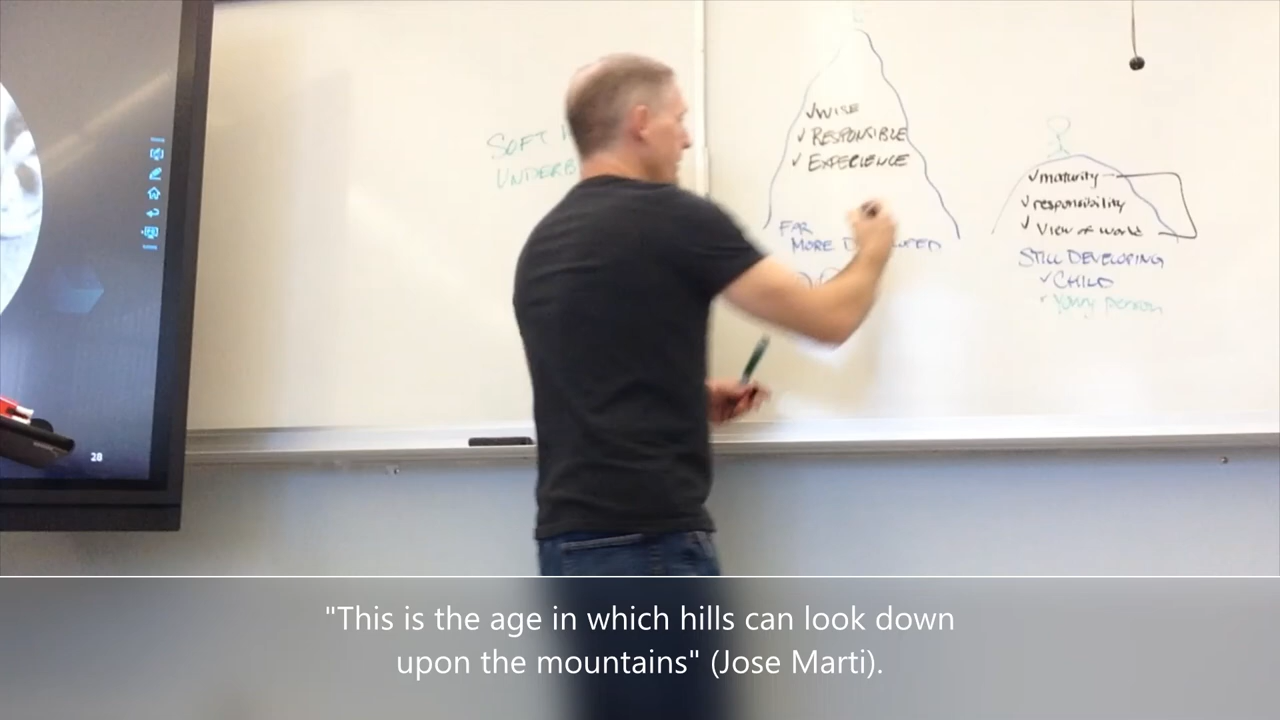 SOFT
UNDERB
✓WISE
✓ RESPONSIBLE
✓ EXPERIENCE
FAR
MORE
✓maturity
✓responsibility
✓ View of world
STILL DEVELOPING
✓CHILD
young person
28
"This is the age in which hills can look down
upon the mountains" (Jose Marti).